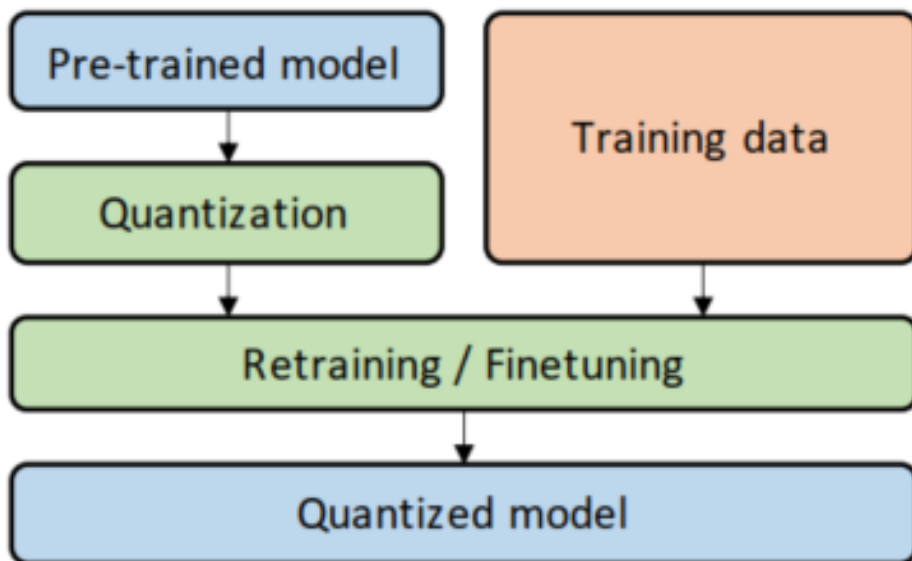 Pre-trained model
Training data
Quantization
Retraining / Finetuning
Quantized model